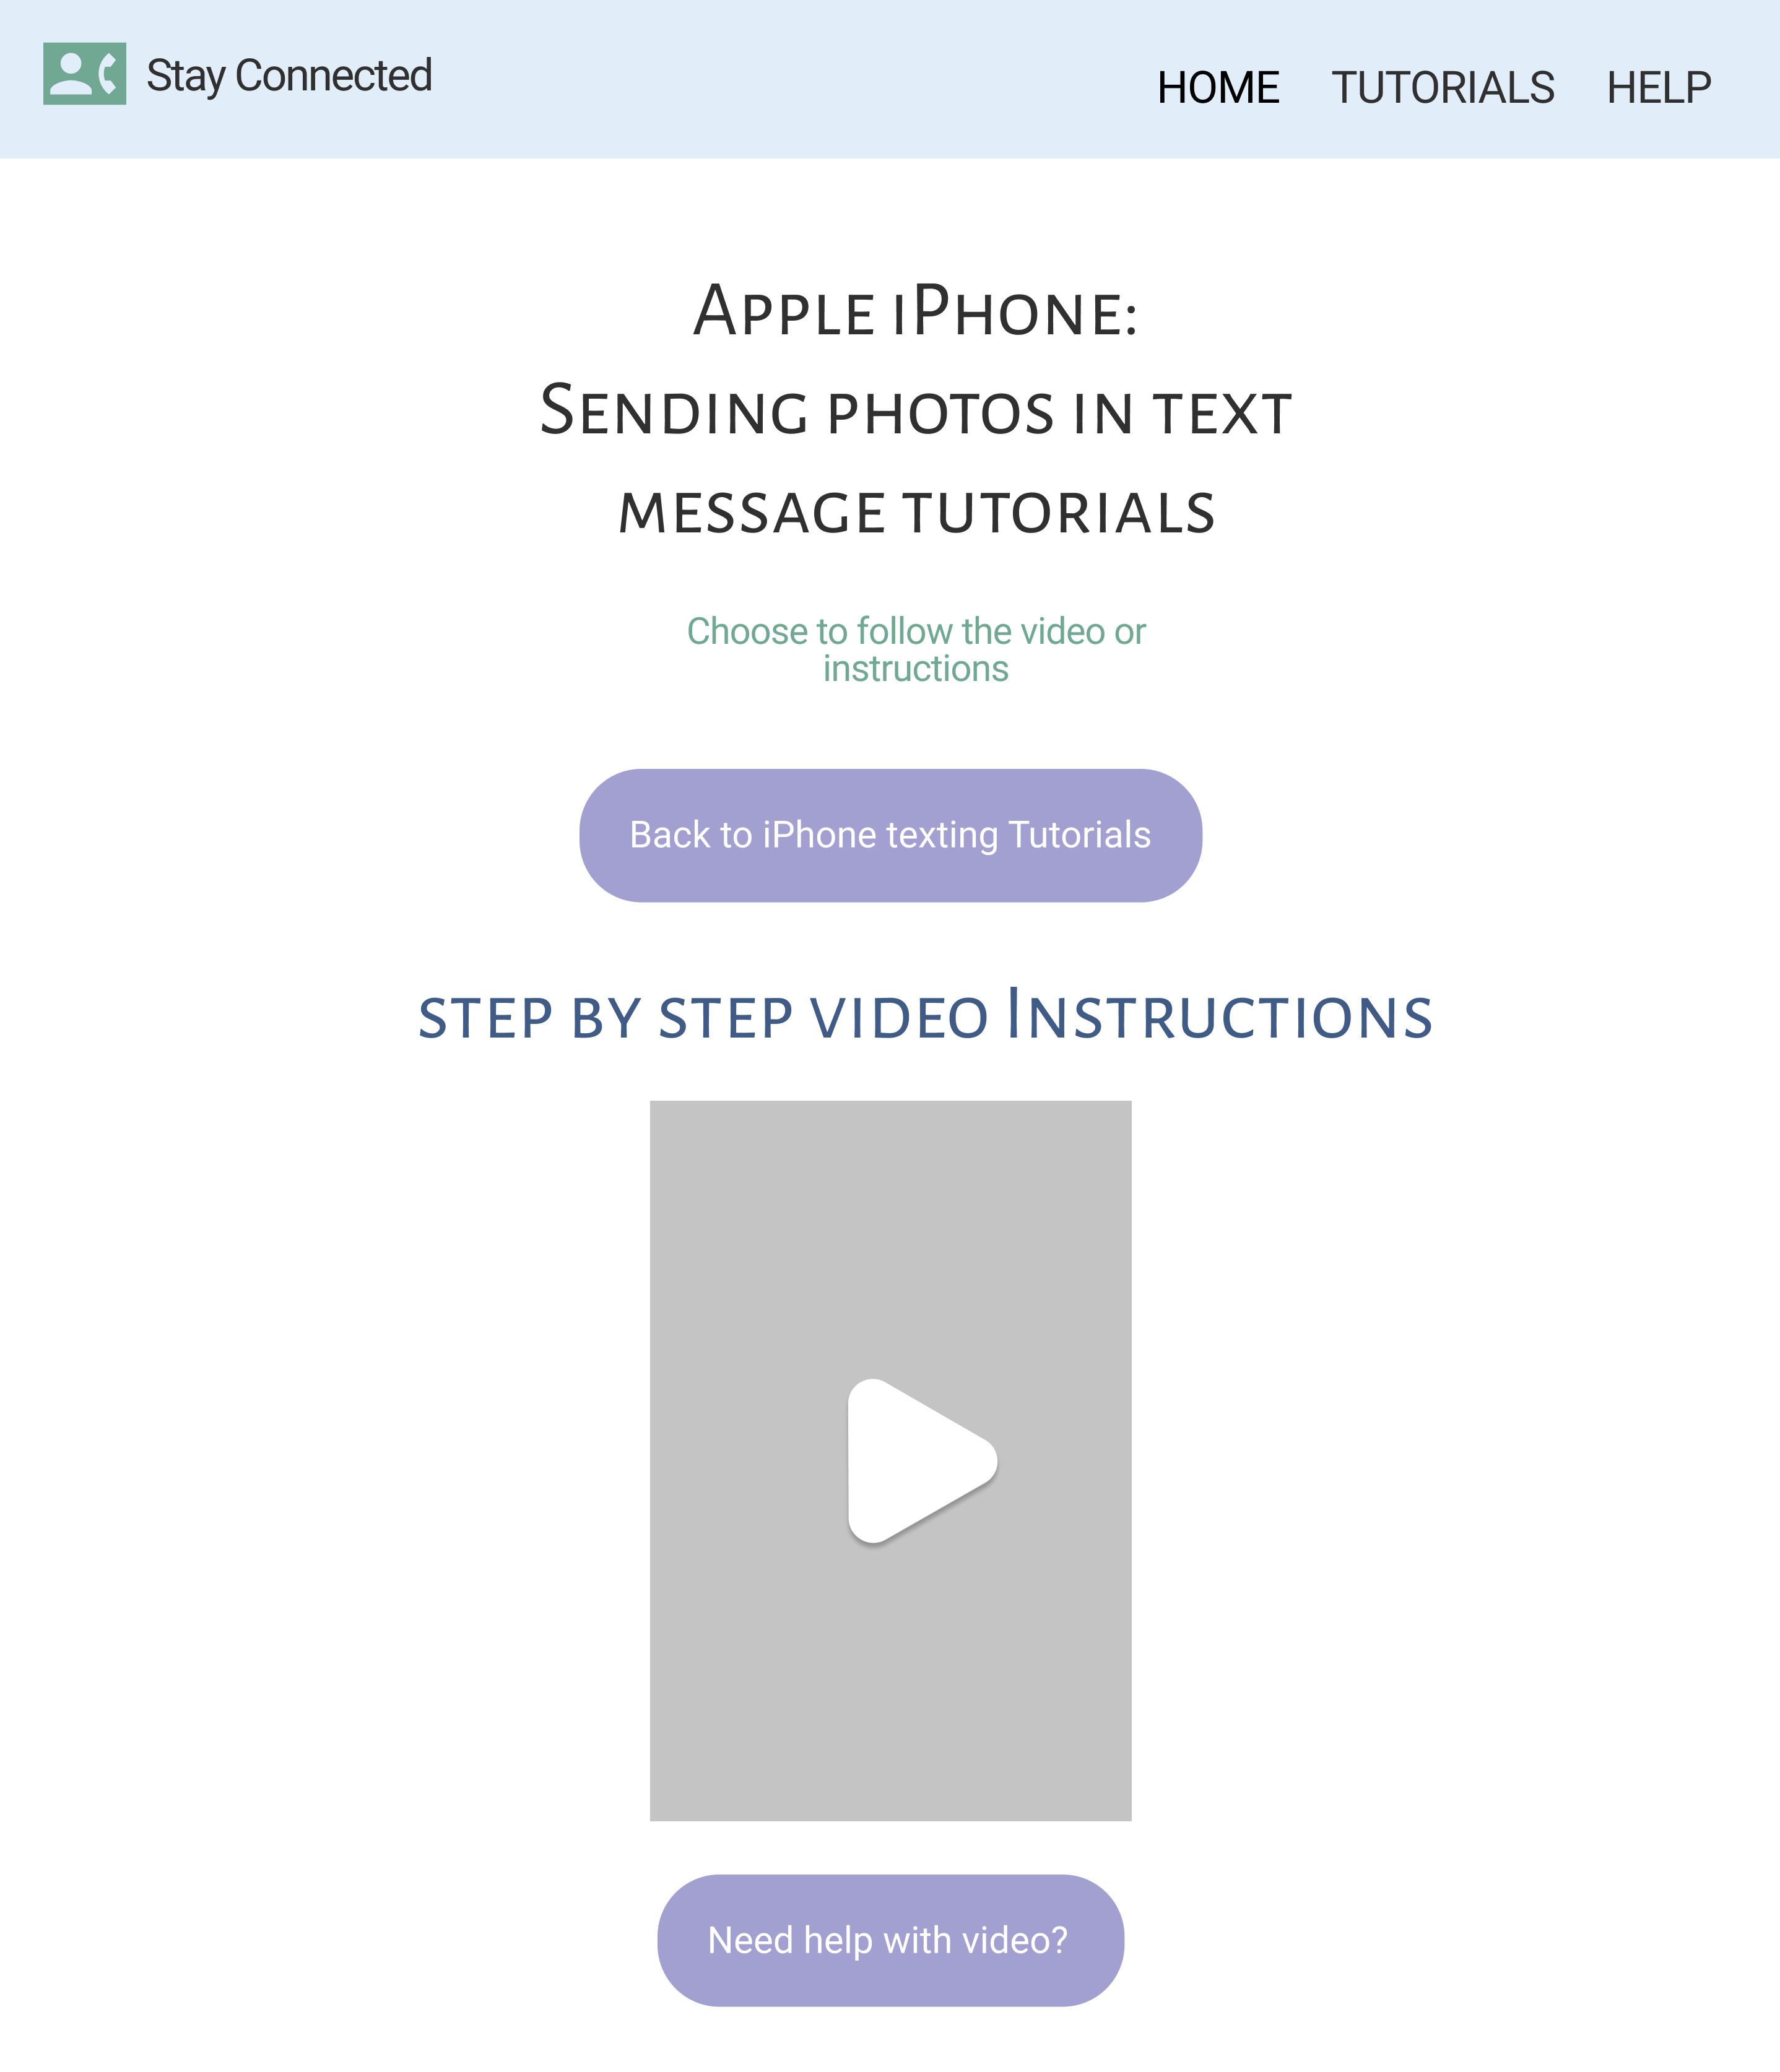 Stay Connected
HOME TUTORIALS HELP
Apple iPhone:
Sending photos in text
message tutorials
Choose to follow the video or
instructions
Back to iPhone texting Tutorials
step by step video Instructions
Need help with video?